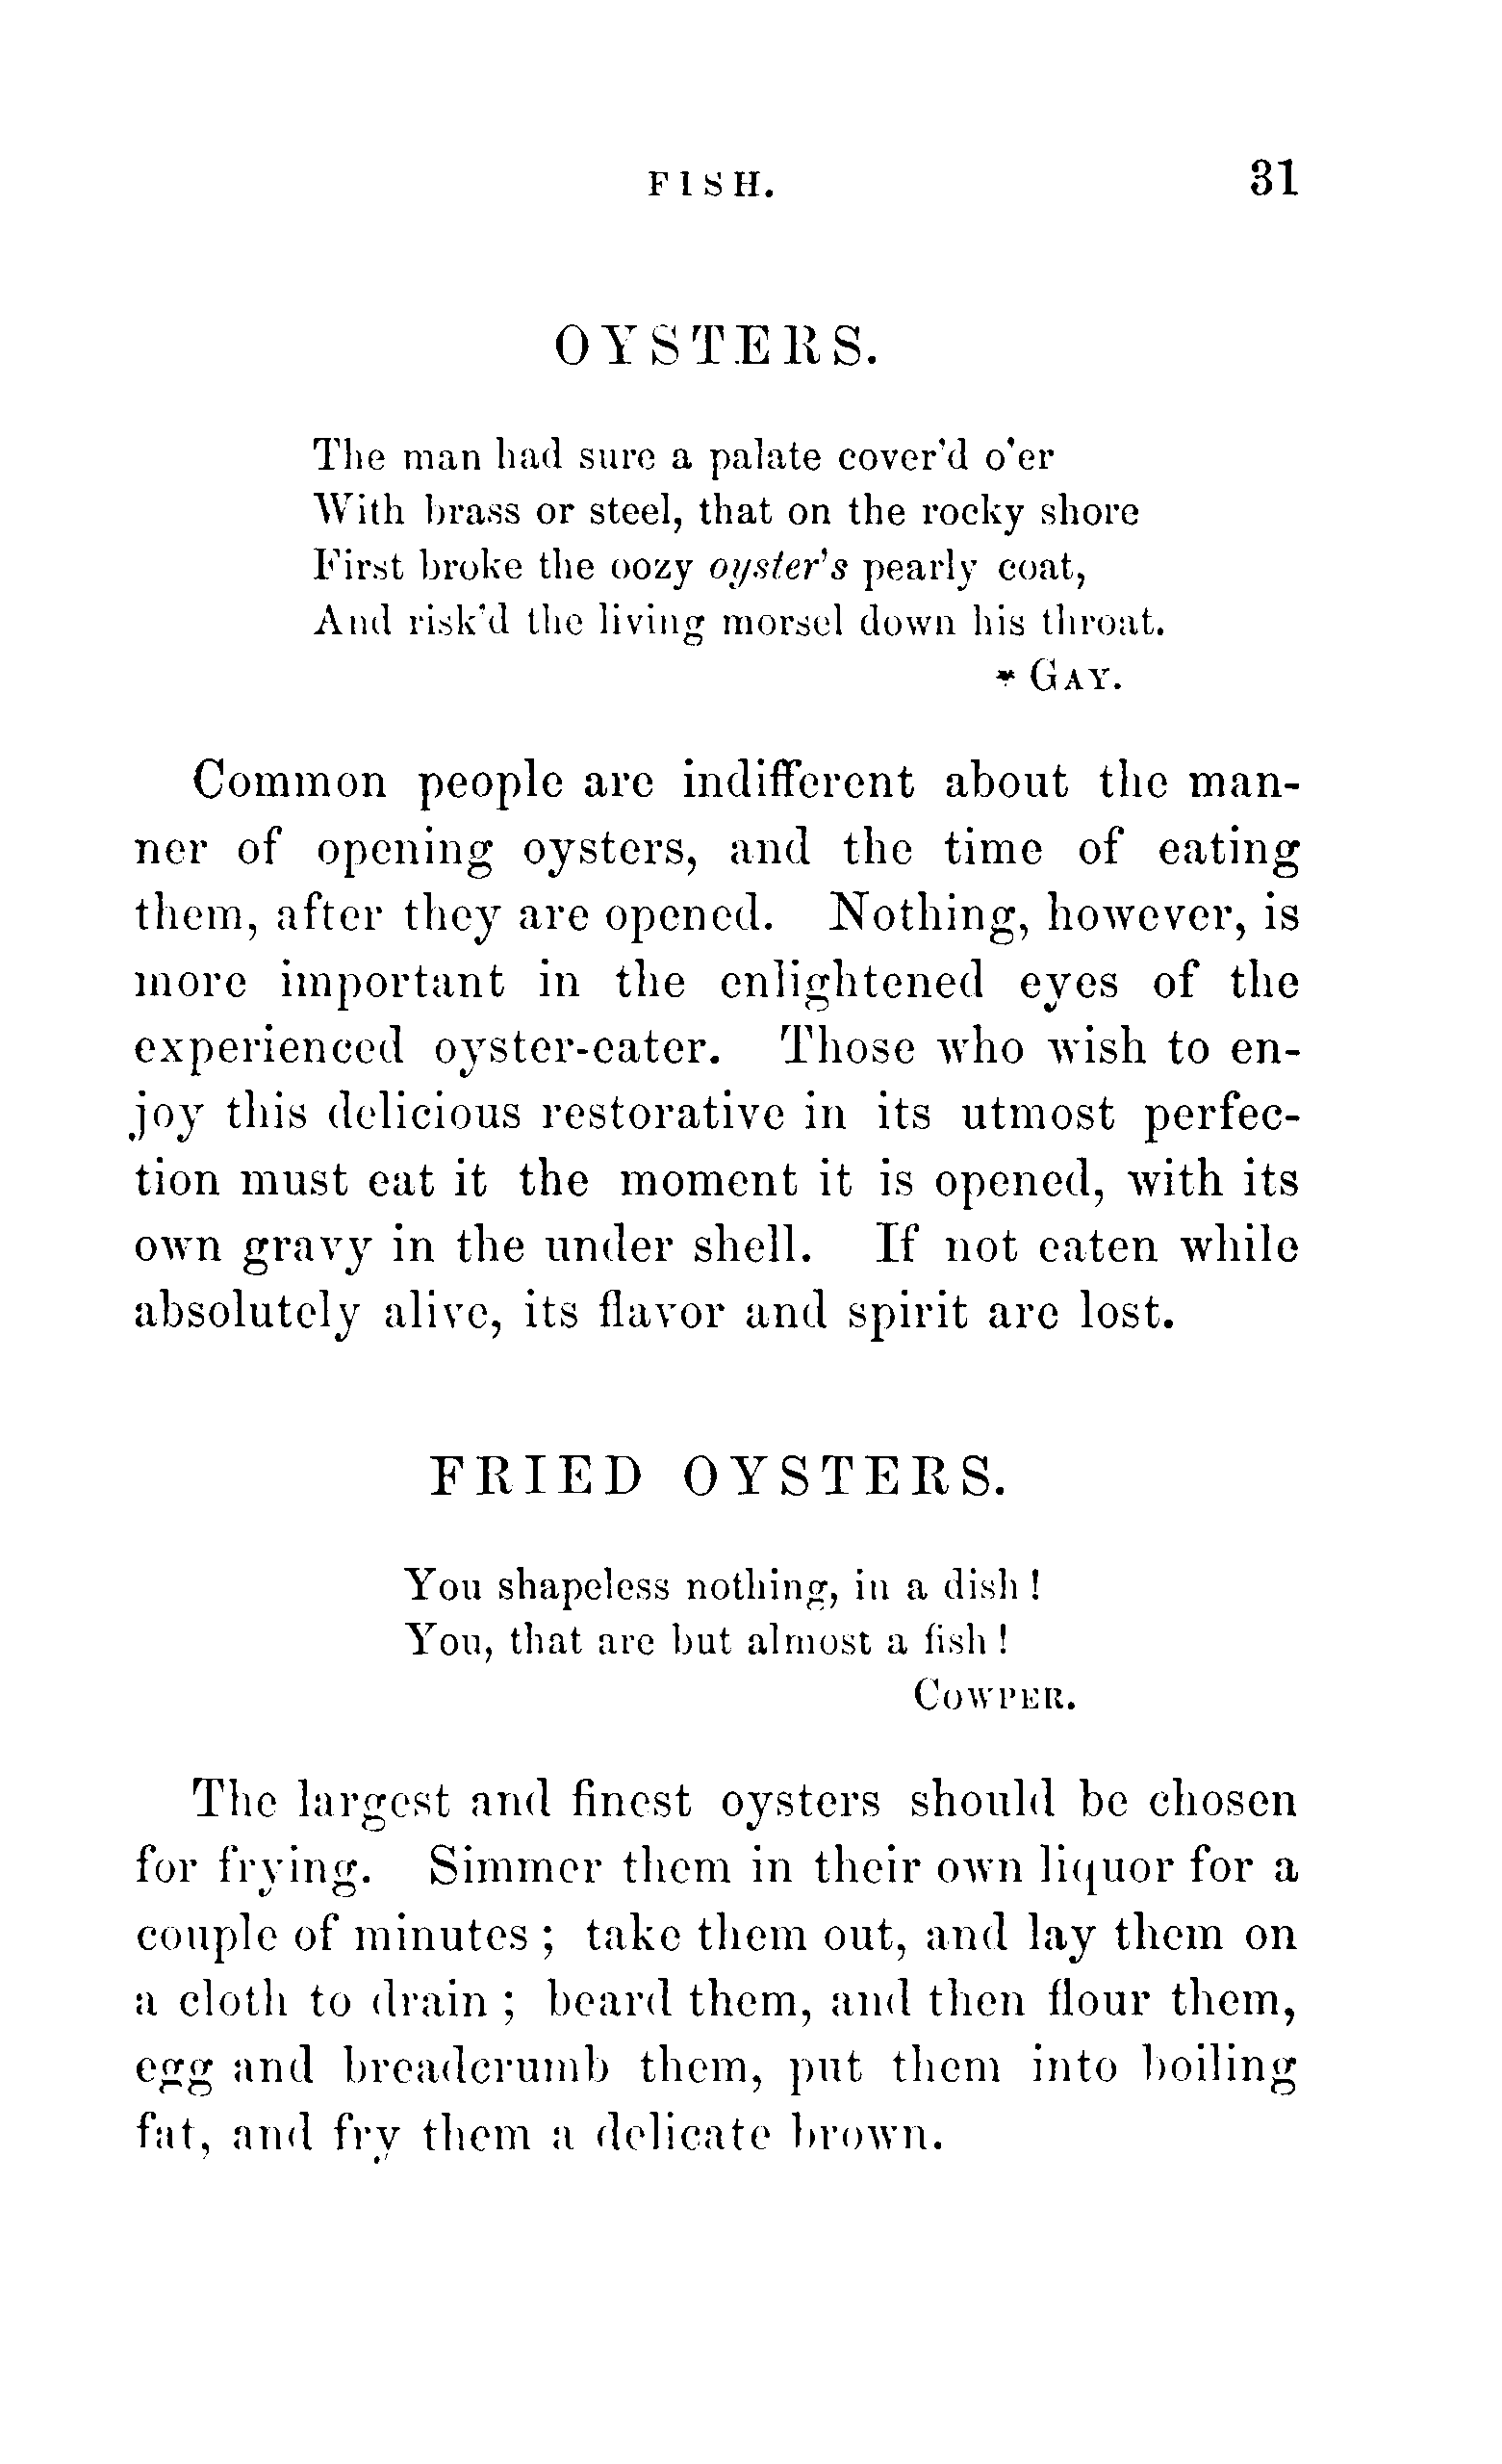 FISH. 31
OYSTERS.
The man had sure a palate cover'd o'er
With brass or steel, that on the rocky shore
First broke the oozy oyster's pearly coat,
And risk'd the living morsel down his throat.
GAY.
Common people are indifferent about the man-
ner of opening oysters, and the time of eating
them, after they are opened. Nothing, however, is
more important in the enlightened eyes of the
experienced oyster-eater. Those who wish to en-
joy this delicious restorative in its utmost perfec-
tion must eat it the moment it is opened, with its
own gravy in the under shell. If not eaten while
absolutely alive, its flavor and spirit are lost.
FRIED OYSTERS.
You shapeless nothing, in a dish!
You, that are but almost a fish!
COWPER.
The largest and finest oysters should be chosen
for frying. Simmer them in their own liquor for a
couple of minutes; take them out, and lay them on
a cloth to drain; beard them, and then flour them,
egg and breadcrumb them, put them into boiling
fat, and fry them a delicate brown.